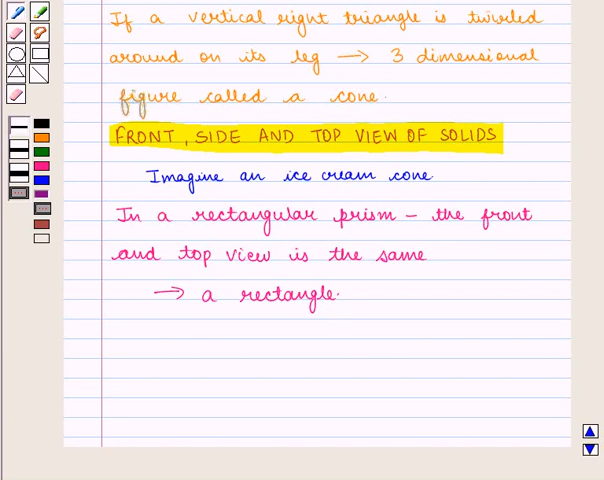 If a vertical right triangle is twirled
around on its leg → 3 dimensional
figure called a cone.
FRONT, SIDE AND TOP VIEW OF SOLIDS
Imagine an ice cream cone.
In a rectangular prism - the front
and top view is the same
→ a rectangle.